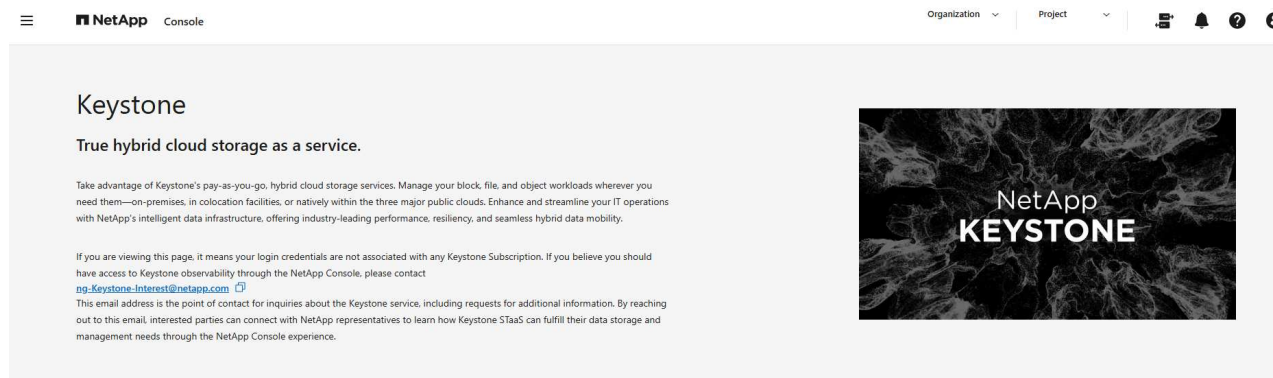 NetApp Console
Organization
Project
Keystone
True hybrid cloud storage as a service.
Take advantage of Keystone's pay-as-you-go, hybrid cloud storage services. Manage your block, file, and object workloads wherever you
need them—on-premises, in colocation facilities, or natively within the three major public clouds. Enhance and streamline your IT operations
with NetApp's intelligent data infrastructure, offering industry-leading performance, resiliency, and seamless hybrid data mobility.
If you are viewing this page, it means your login credentials are not associated with any Keystone Subscription. If you believe you should
have access to Keystone observability through the NetApp Console, please contact
ng-Keystone-Interest@netapp.com
This email address is the point of contact for inquiries about the Keystone service, including requests for additional information. By reaching
out to this email, interested parties can connect with NetApp representatives to learn how Keystone STaaS can fulfill their data storage and
management needs through the NetApp Console experience.
NetApp
KEYSTONE